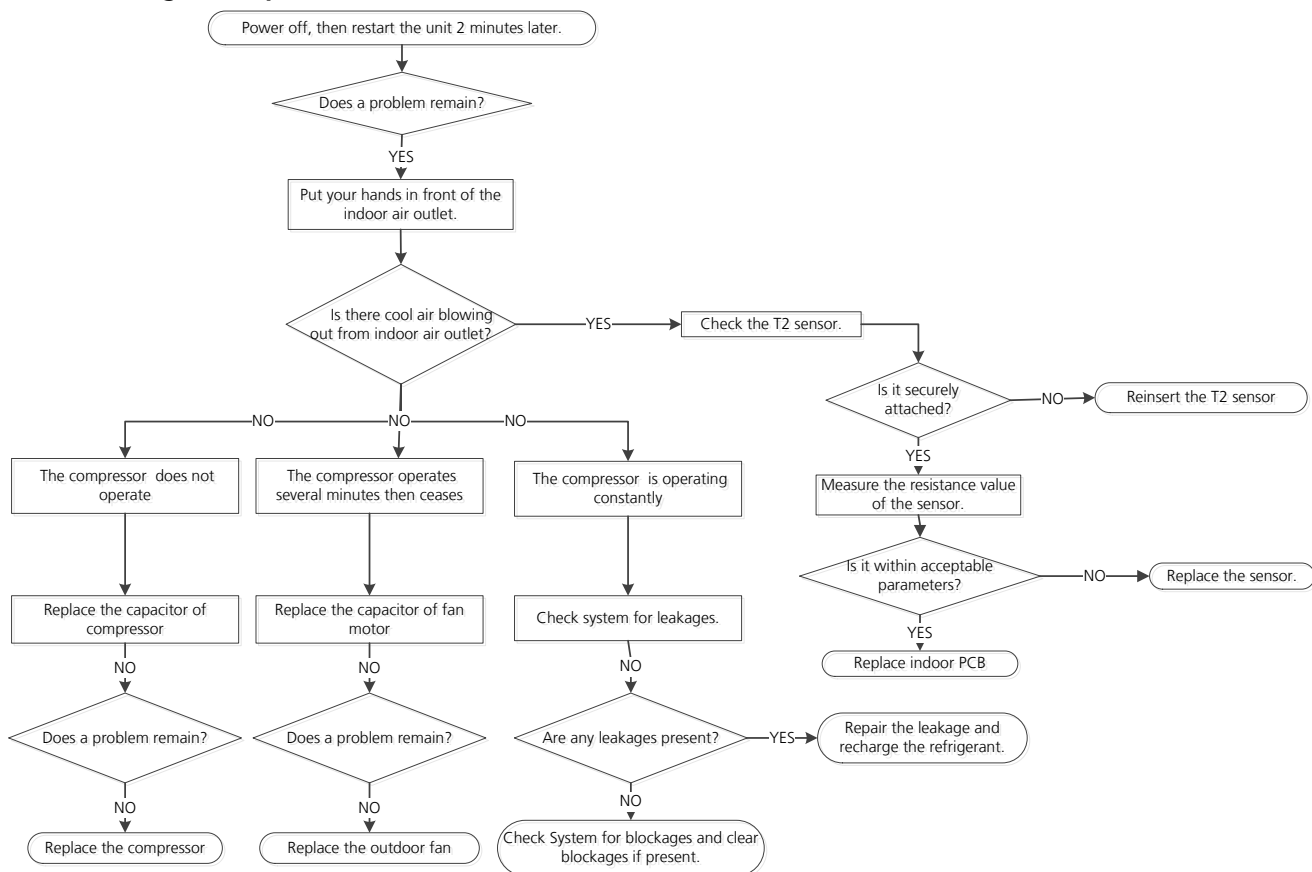 Power off, then restart the unit 2 minutes later.
Does a problem remain?
YES
Put your hands in front of the
indoor air outlet.
Is there cool air blowing
out from indoor air outlet?
YES
Check the T2 sensor.
Is it securely
attached?
NO
Reinsert the T2 sensor
YES
Measure the resistance value
of the sensor.
Is it within acceptable
parameters?
NO
Replace the sensor.
YES
Replace indoor PCB
NO
NO
NO
The compressor does not
operate
The compressor operates
several minutes then ceases
The compressor is operating
constantly
Replace the capacitor of
compressor
Replace the capacitor of fan
motor
Check system for leakages.
NO
NO
NO
Does a problem remain?
Does a problem remain?
Are any leakages present?
YES
Repair the leakage and
recharge the refrigerant.
NO
NO
NO
Replace the compressor
Replace the outdoor fan
Check System for blockages and clear
blockages if present.